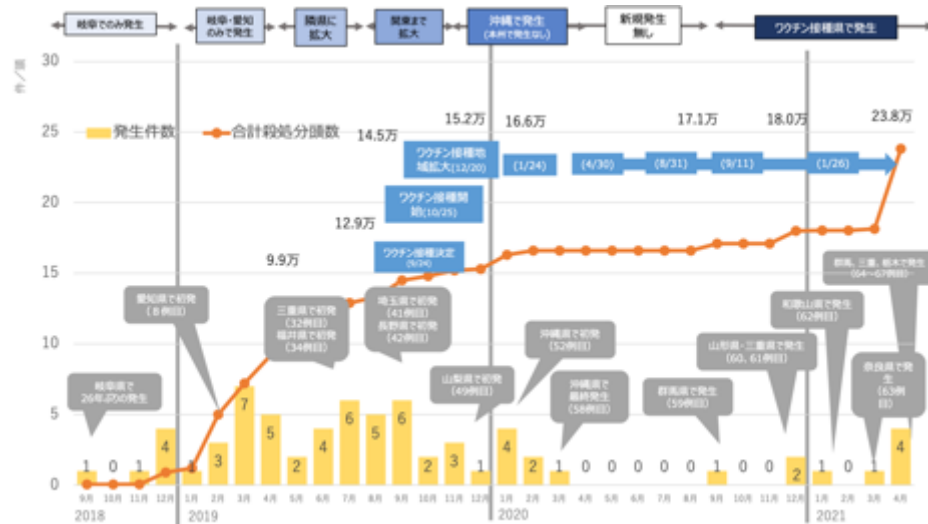 岐阜でのみ発生
岐阜・愛知
のみで発生
隣県に
拡大
関東まで
拡大
沖縄で発生
(本州で発生なし)
新規発生
無し
ワクチン接種県で発生
件／頭
30
25
20
15
10
5
0
発生件数
合計殺処分頭数
9.9万
12.9万
14.5万
15.2万
16.6万
17.1万
18.0万
23.8万
ワクチン接種地
域拡大(12/20)
(1/24)
(4/30)
(8/31)
(9/11)
(1/26)
ワクチン接種開
始(10/25)
ワクチン接種決定
(9/24)
岐阜県で
26年ぶりの発生
愛知県で初発
(８例目)
三重県で初発
(32例目)
福井県で初発
(34例目)
埼玉県で初発
(41例目)
長野県で初発
(42例目)
山梨県で初発
(49例目)
沖縄県で初発
(52例目)
沖縄県で
最終発生
(58例目)
群馬県で発生
(59例目)
山形県・三重県で発生
(60、61例目)
和歌山県で発生
(62例目)
奈良県で発
生
(63例
目)
群馬、三重、栃木で発生
(64～67例目)
1 0 1 4 1 3 7 5 2 4 6 5 6 2 3 1 4 2 1 0 0 0 0 0 1 0 0 2 1 0 1 4
9月 10月 11月 12月 1月 2月 3月 4月 5月 6月 7月 8月 9月 10月 11月 12月 1月 2月 3月 4月 5月 6月 7月 8月 9月 10月 11月 12月 1月 2月 3月 4月
2018 2019 2020 2021